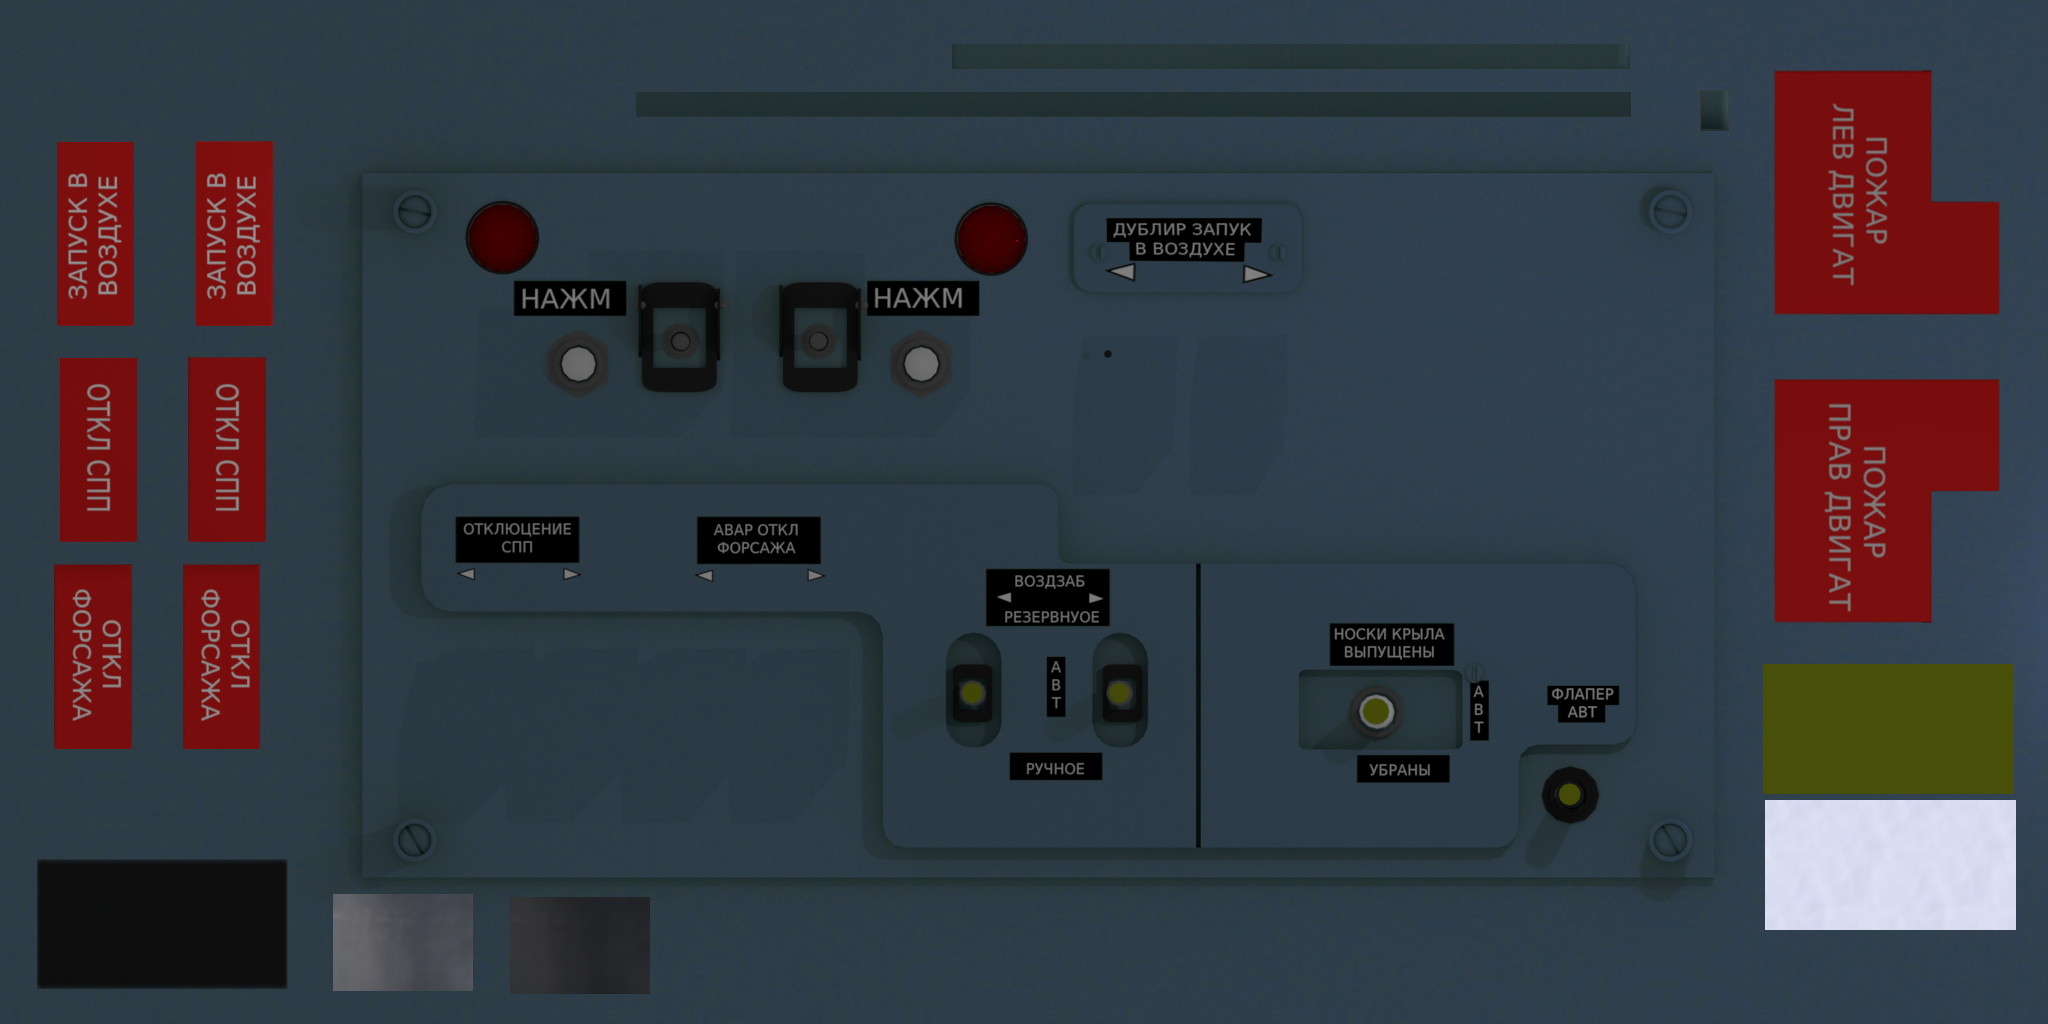 ЗАПУСК В
ВОЗДУХЕ
ЗАПУСК В
ВОЗДУХЕ
ОТКЛ СПП
ОТКЛ СПП
ОТКЛ
ФОРСАЖА
ОТКЛ
ФОРСАЖА
НАЖМ
НАЖМ
ДУБЛИР ЗАПУК
В ВОЗДУХЕ
ОТКЛЮЦЕНИЕ
СПП
АВАР ОТКЛ
ФОРСАЖА
ВОЗДЗАБ
РЕЗЕРВНУОЕ
А
В
Т
РУЧНОЕ
НОСКИ КРЫЛА
ВЫПУЩЕНЫ
А
В
Т
УБРАНЫ
ФЛАПЕР
АВТ
ПОЖАР
ЛЕВ ДВИГАТ
ПОЖАР
ПРАВ ДВИГАТ